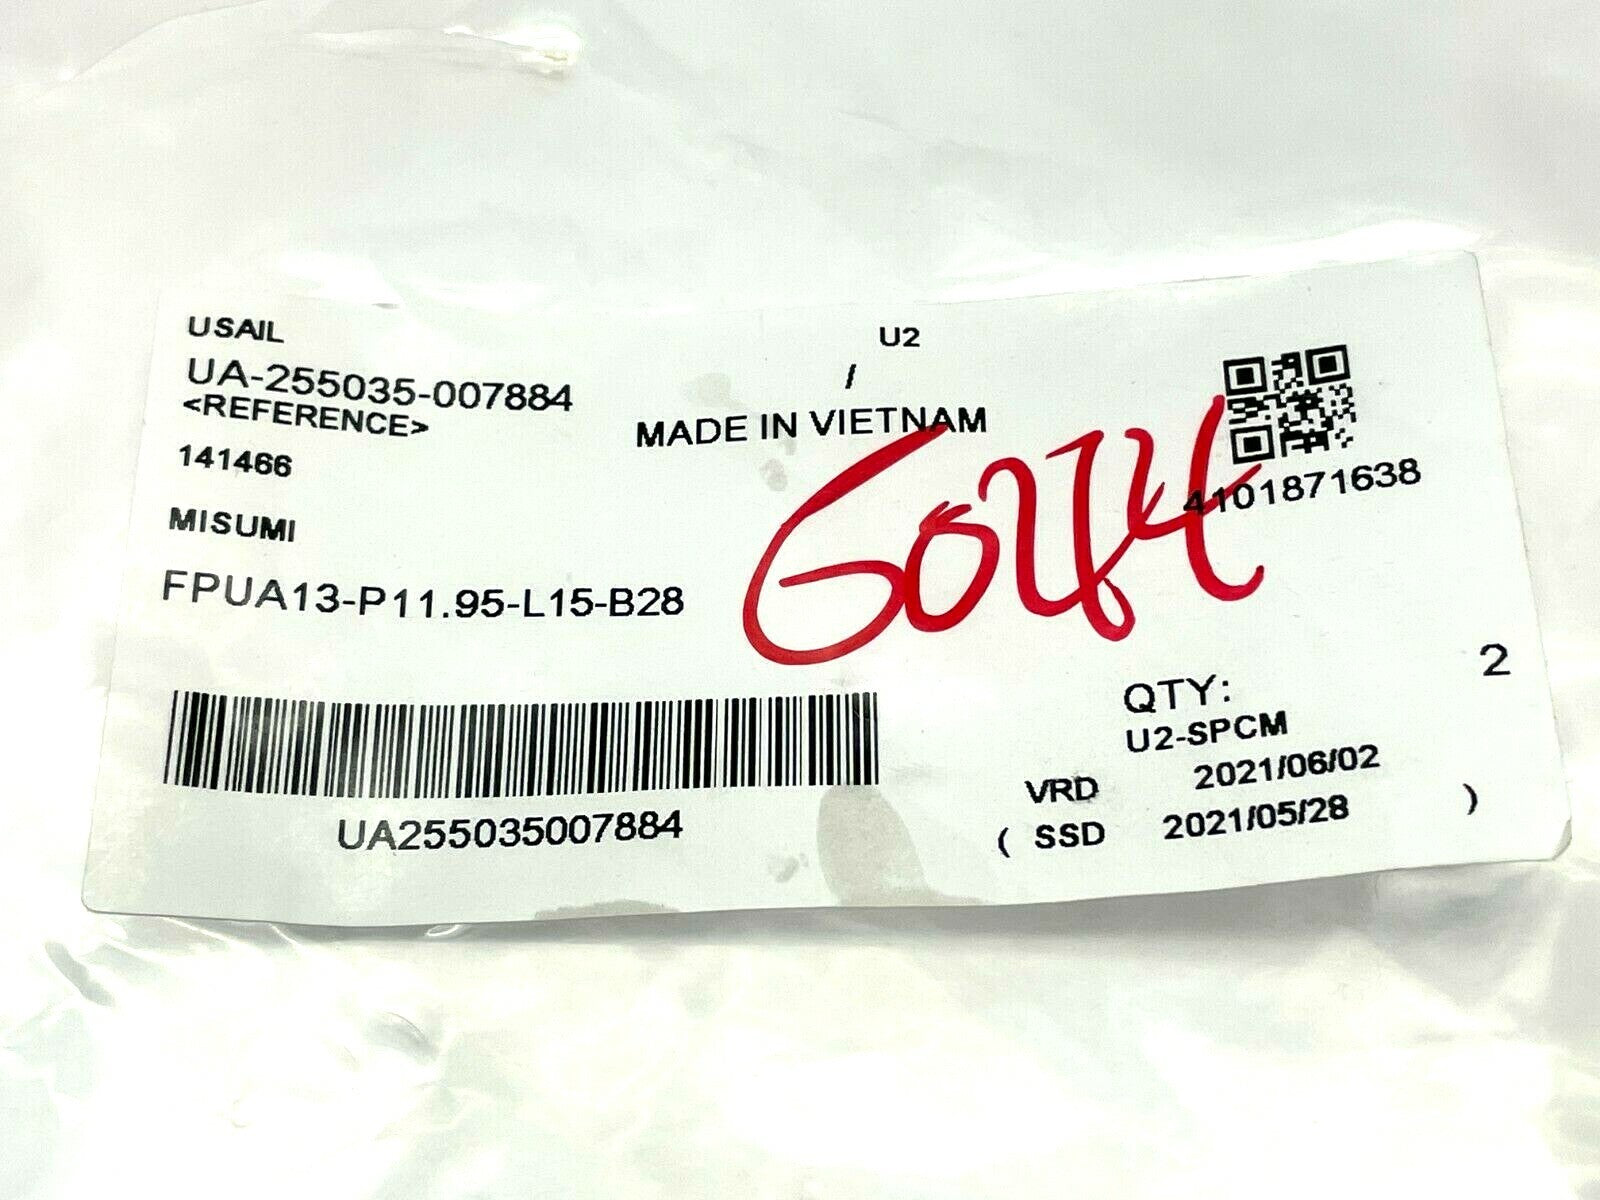 USAIL
U2
UA-255035-007884
/
<REFERENCE>
MADE IN VIETNAM
141466
4101871638
MISUMI
FPUA13-P11.95-L15-B28
QTY: 2
U2-SPCM
VRD 2021/06/02
( SSD 2021/05/28 )
UA255035007884